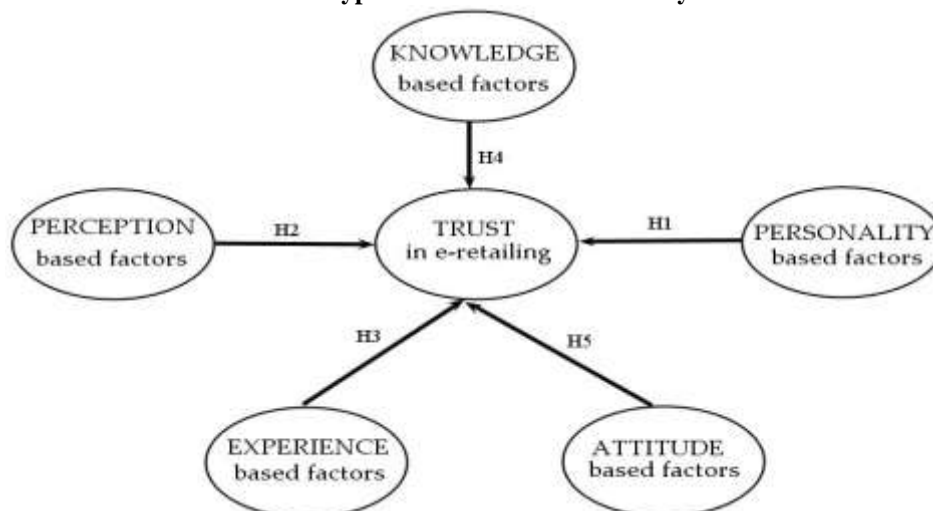 KNOWLEDGE
based factors
H4
PERCEPTION
based factors
H2
TRUST
in e-retailing
H1
PERSONALITY
based factors
H3
H5
EXPERIENCE
based factors
ATTITUDE
based factors